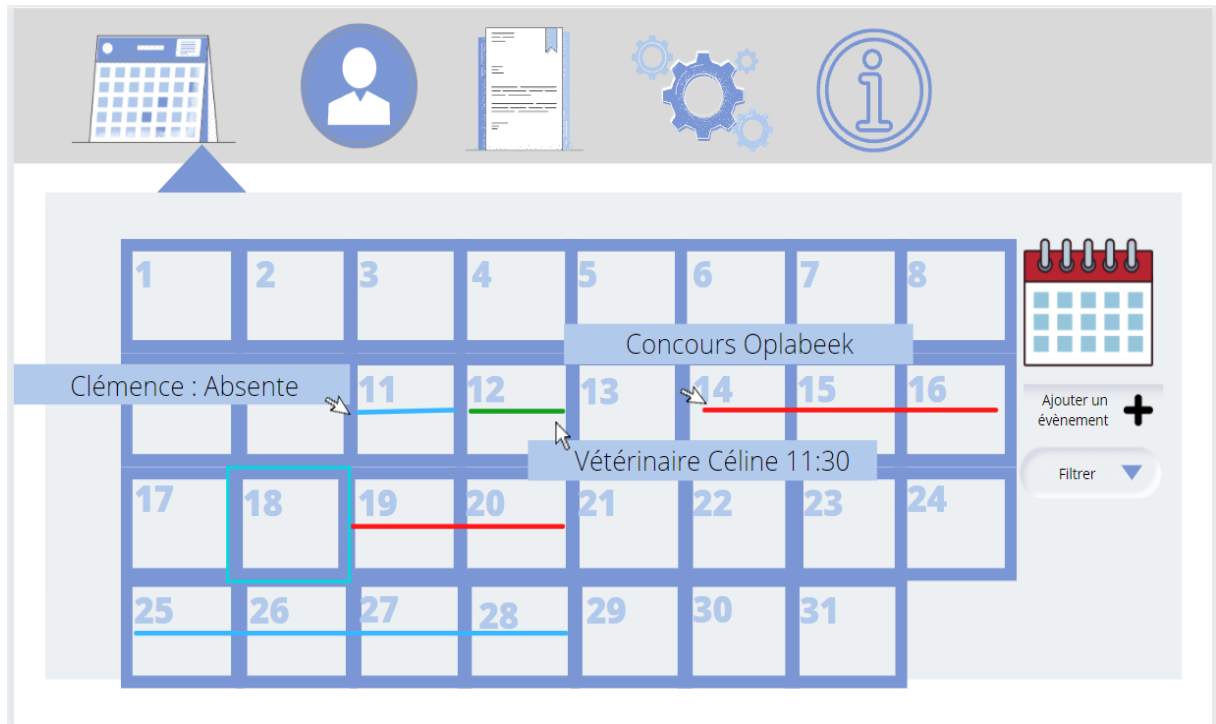 1 2 3 4 5 6 7 8
Concours Oplabeek
Clémence : Absente
11 12 13 14 15 16
Ajouter un
évènement
Vétérinaire Céline 11:30
Filtrer
17 18 19 20 21 22 23 24
25 26 27 28 29 30 31